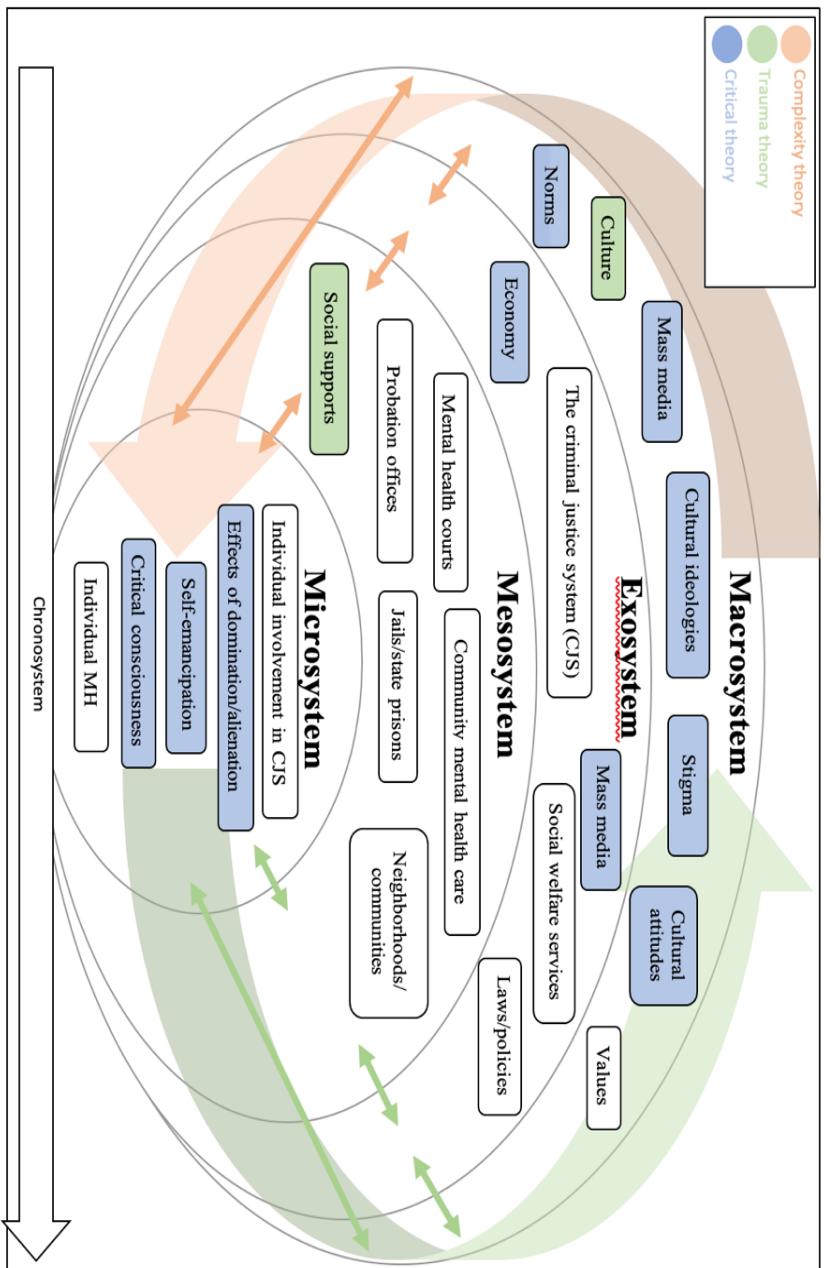 Complexity theory
Trauma theory
Critical theory
Macrosystem
Cultural ideologies
Stigma
Mass media
Cultural
attitudes
Culture
Values
Norms
Exosystem
Mass media
The criminal justice system (CJS)
Social welfare services
Economy
Laws/policies
Mesosystem
Mental health courts
Community mental health care
Probation offices
Jails/state prisons
Neighborhoods/
communities
Social supports
Microsystem
Individual involvement in CJS
Effects of domination/alienation
Self-emancipation
Critical consciousness
Individual MH
Chronosystem